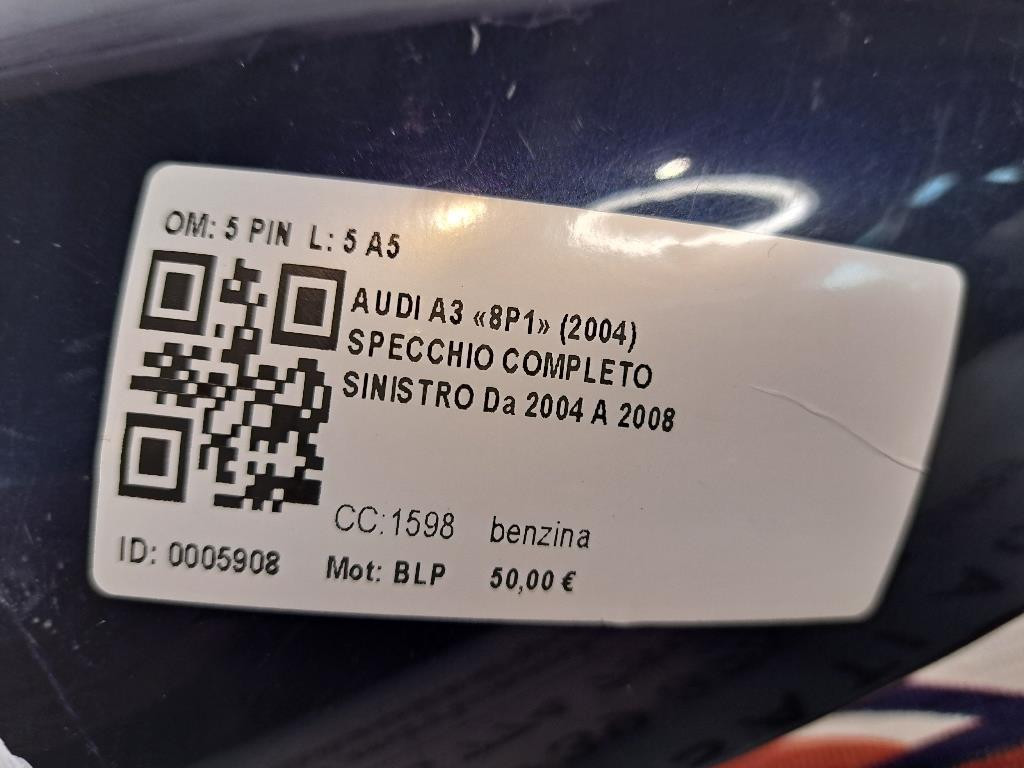 OM: 5 PIN L: 5 A5
AUDI A3 «8P1» (2004)
SPECCHIO COMPLETO
SINISTRO Da 2004 A 2008
CC:1598 benzina
ID: 0005908 Mot: BLP 50,00 €